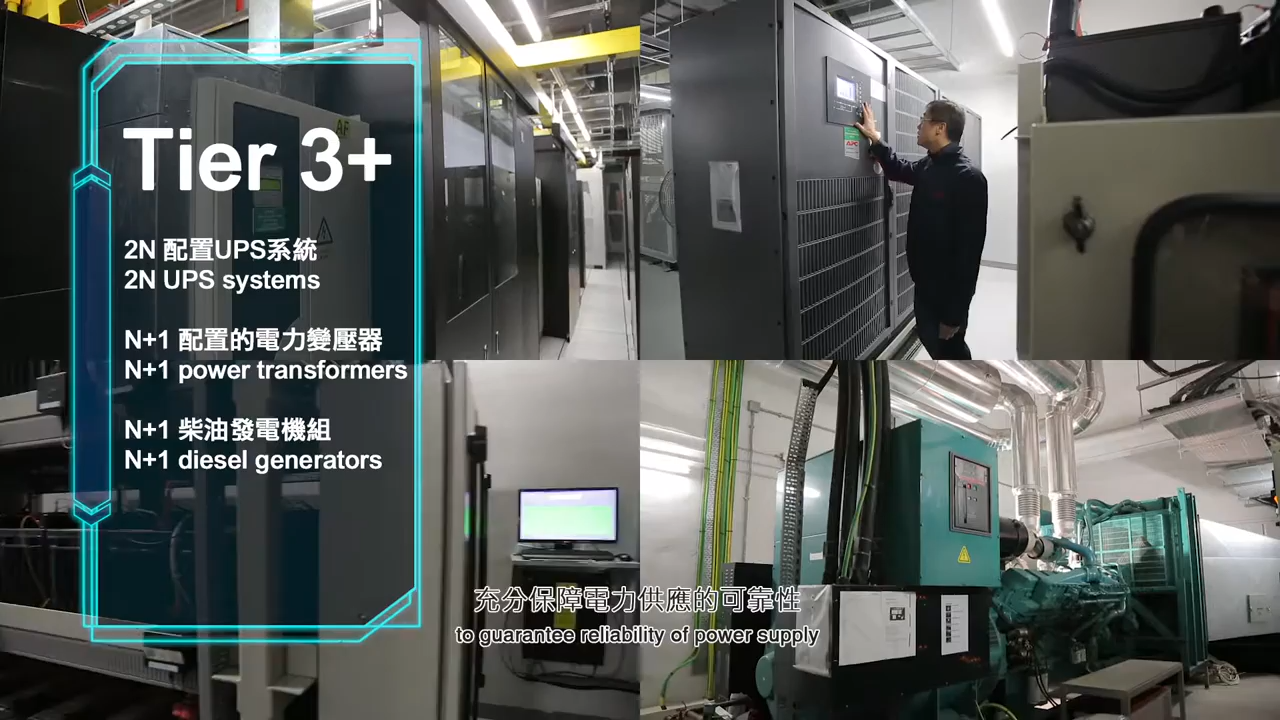 Tier 3+
2N 配置UPS系統
2N UPS systems
N+1 配置的電力變壓器
N+1 power transformers
N+1 柴油發電機組
N+1 diesel generators
AF
APC
充分保障電力供應的可靠性
to guarantee reliability of power supply